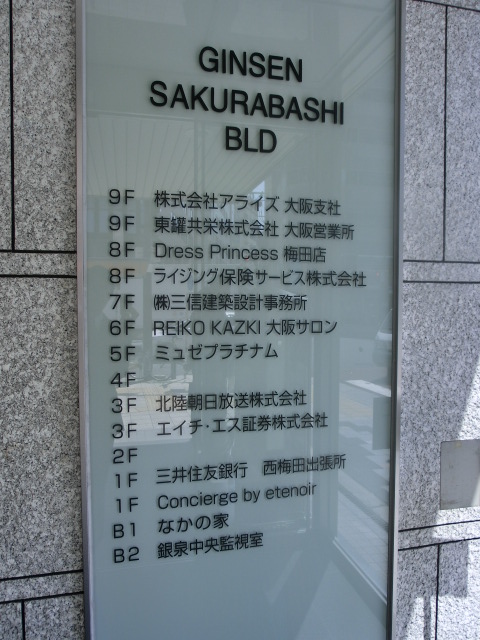 GINSEN
SAKURABASHI
BLD
9F 株式会社アライズ 大阪支社
9F 東罐共栄株式会社 大阪営業所
8F Dress Princess 梅田店
8F ライジング保険サービス株式会社
7F ㈱三信建築設計事務所
6F REIKO KAZKI 大阪サロン
5F ミュゼプラチナム
4F
3F 北陸朝日放送株式会社
3F エイチ・エス証券株式会社
2F
1F 三井住友銀行 西梅田出張所
1F Concierge by etenoir
B1 なかの家
B2 銀泉中央監視室